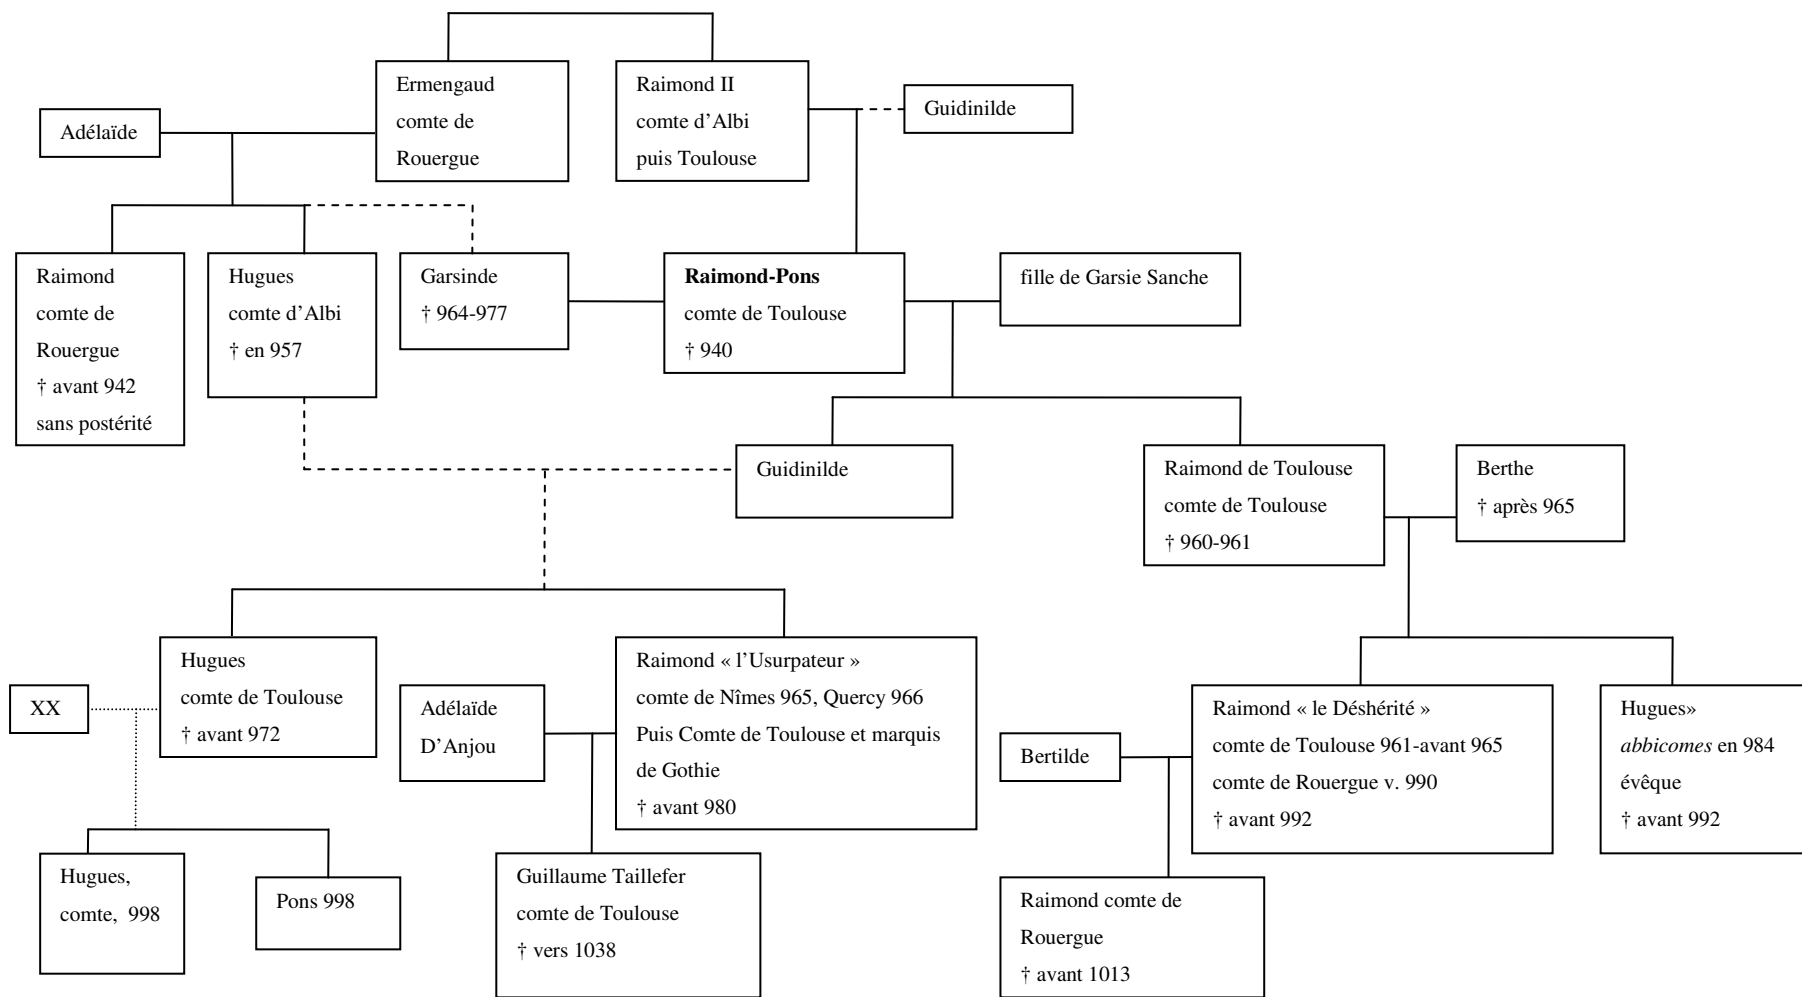 Ermengaud
comte de
Rouergue
Raimond II
comte d'Albi
puis Toulouse
Guidinilde
Adélaïde
Raimond
comte de
Rouergue
† avant 942
sans postérité
Hugues
comte d'Albi
† en 957
Garsinde
† 964-977
Raimond-Pons
comte de Toulouse
† 940
fille de Garsie Sanche
Guidinilde
Raimond de Toulouse
comte de Toulouse
† 960-961
Berthe
† après 965
XX
Hugues
comte de Toulouse
† avant 972
Adélaïde
D'Anjou
Raimond « l'Usurpateur »
comte de Nîmes 965, Quercy 966
Puis Comte de Toulouse et marquis
de Gothie
† avant 980
Bertilde
Raimond « le Déshérité »
comte de Toulouse 961-avant 965
comte de Rouergue v. 990
† avant 992
Hugues»
abbicomes en 984
évêque
† avant 992
Hugues,
comte, 998
Pons 998
Guillaume Taillefer
comte de Toulouse
† vers 1038
Raimond comte de
Rouergue
† avant 1013